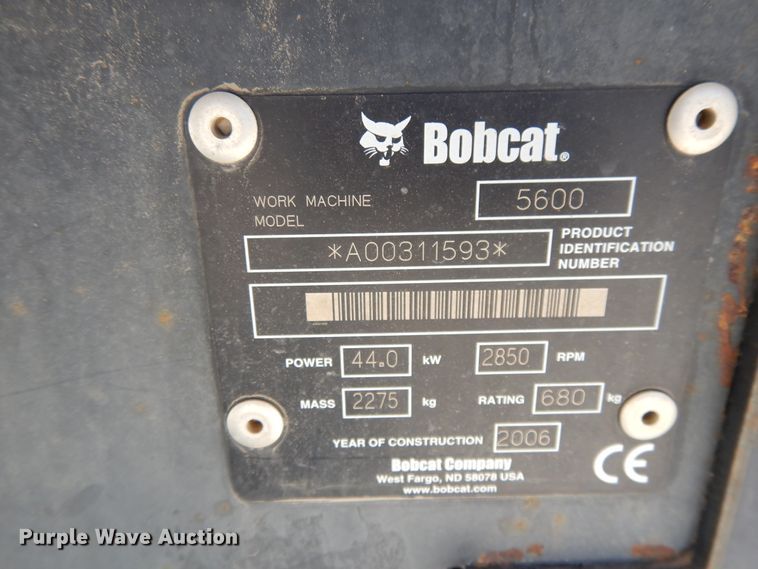 Bobcat®
WORK MACHINE MODEL 5600
*A00311593* PRODUCT IDENTIFICATION NUMBER
POWER 44.0 kW 2850 RPM
MASS 2275 kg RATING 680 kg
YEAR OF CONSTRUCTION 2006
Bobcat Company
West Fargo, ND 58078 USA
www.bobcat.com
CE
Purple Wave Auction